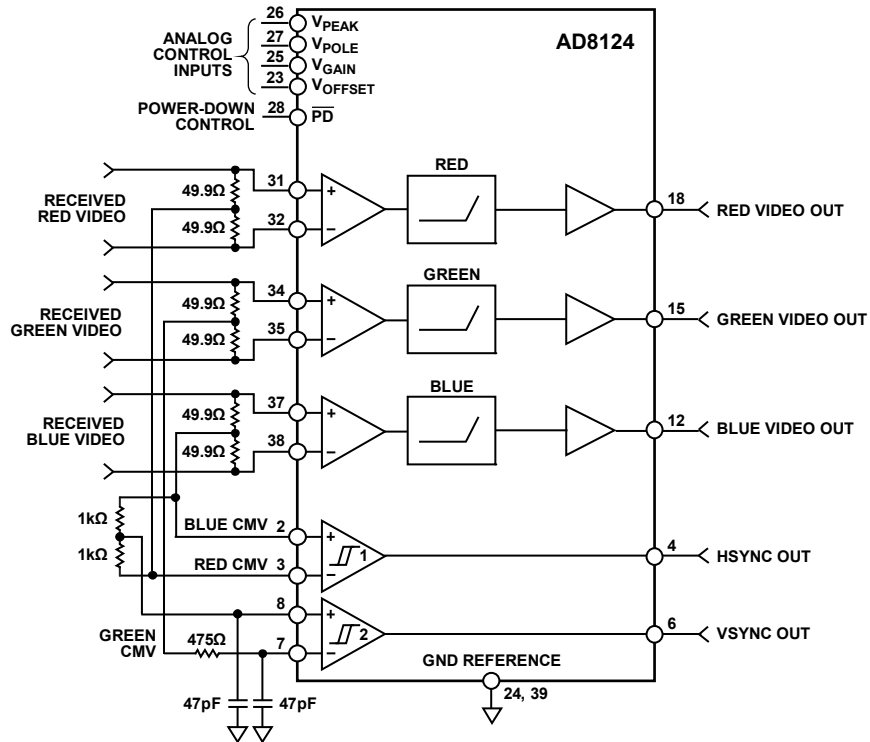 AD8124
ANALOG
CONTROL
INPUTS
26 VPEAK
27 VPOLE
25 VGAIN
23 VOFFSET
POWER-DOWN
CONTROL
28 PD
RECEIVED
RED VIDEO
49.9Ω
49.9Ω
31 +
32 −
RED
18 RED VIDEO OUT
RECEIVED
GREEN VIDEO
49.9Ω
49.9Ω
34 +
35 −
GREEN
15 GREEN VIDEO OUT
RECEIVED
BLUE VIDEO
49.9Ω
49.9Ω
37 +
38 −
BLUE
12 BLUE VIDEO OUT
1kΩ
1kΩ
BLUE CMV 2 +
1
RED CMV 3 −
4 HSYNC OUT
8 +
2
GREEN
CMV
475Ω
7 −
6 VSYNC OUT
47pF
47pF
GND REFERENCE
24, 39